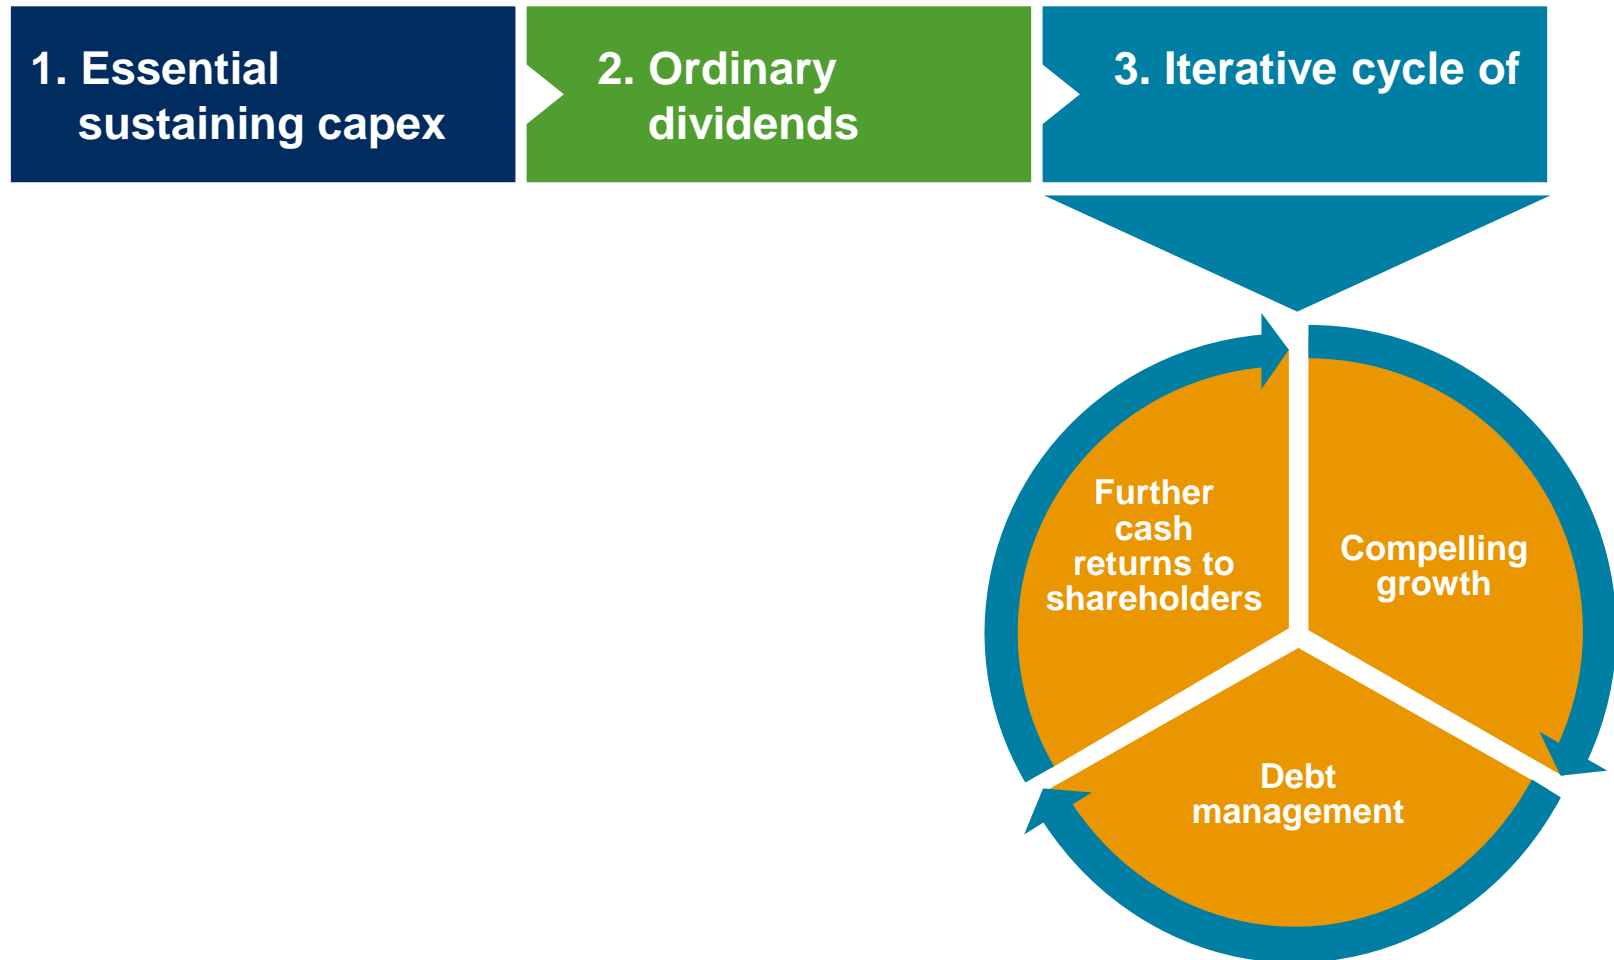 1. Essential
sustaining capex
2. Ordinary
dividends
3. Iterative cycle of
Further
cash
returns to
shareholders
Compelling
growth
Debt
management